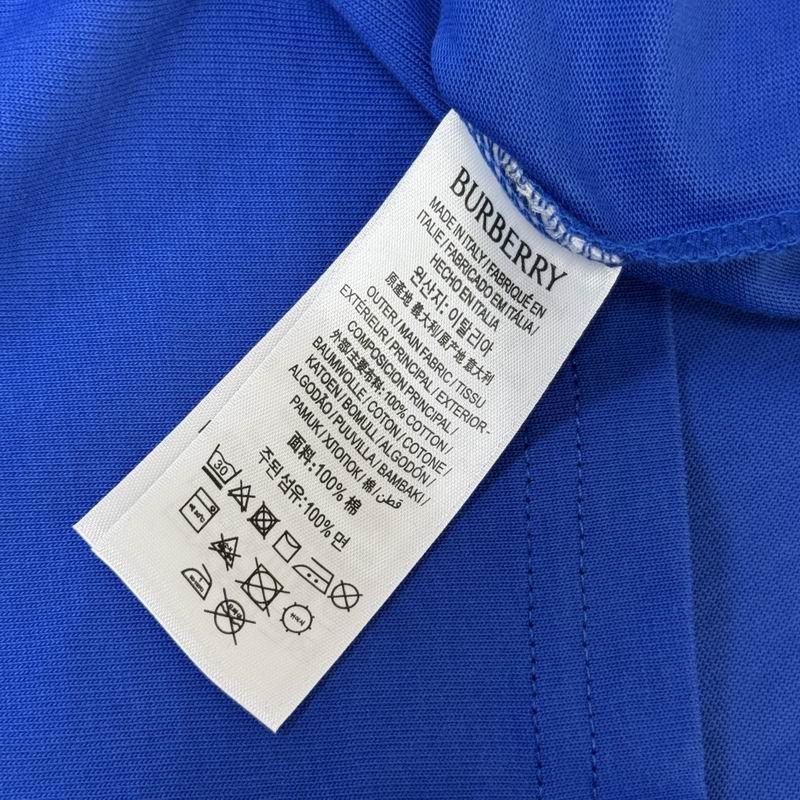 BURBERRY
MADE IN ITALY / FABRIQUÉ EN
ITALIE / FABRICADO EM ITÁLIA /
HECHO EN ITALIA
원산지: 이탈리아
原產地 義大利 / 原产地 意大利
OUTER / MAIN FABRIC / TISSU
EXTERIEUR / PRINCIPAL / EXTERIOR -
COMPOSICION PRINCIPAL /
外部/主要布料: 100% COTTON /
BAUMWOLLE / COTON / COTONE /
KATOEN / BOMULL / ALGODÓN /
ALGODÃO / PUUVILLA / BAMBAKI /
PAMUK / ХЛОПОК / 棉 / قطن
面料:100% 棉
주된 섬유:100% 면
30